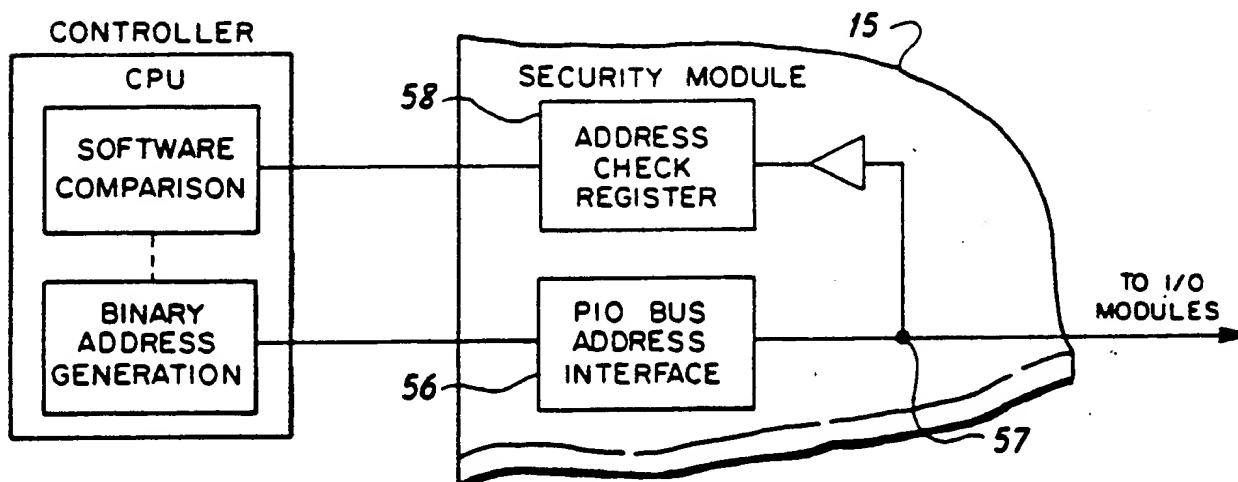 CONTROLLER
CPU
SOFTWARE
COMPARISON
BINARY
ADDRESS
GENERATION
15
SECURITY MODULE
58
ADDRESS
CHECK
REGISTER
PIO BUS
ADDRESS
INTERFACE
56
57
TO I/O
MODULES